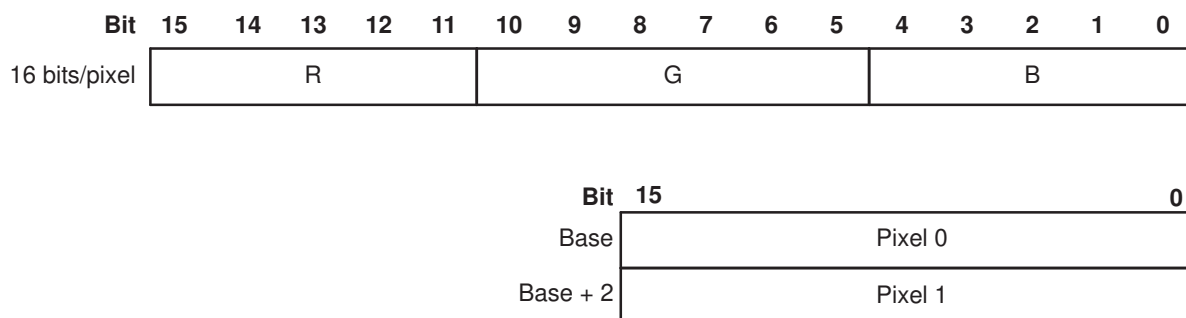 Bit 15 14 13 12 11 10 9 8 7 6 5 4 3 2 1 0
16 bits/pixel R G B
Bit 15 0
Base Pixel 0
Base + 2 Pixel 1